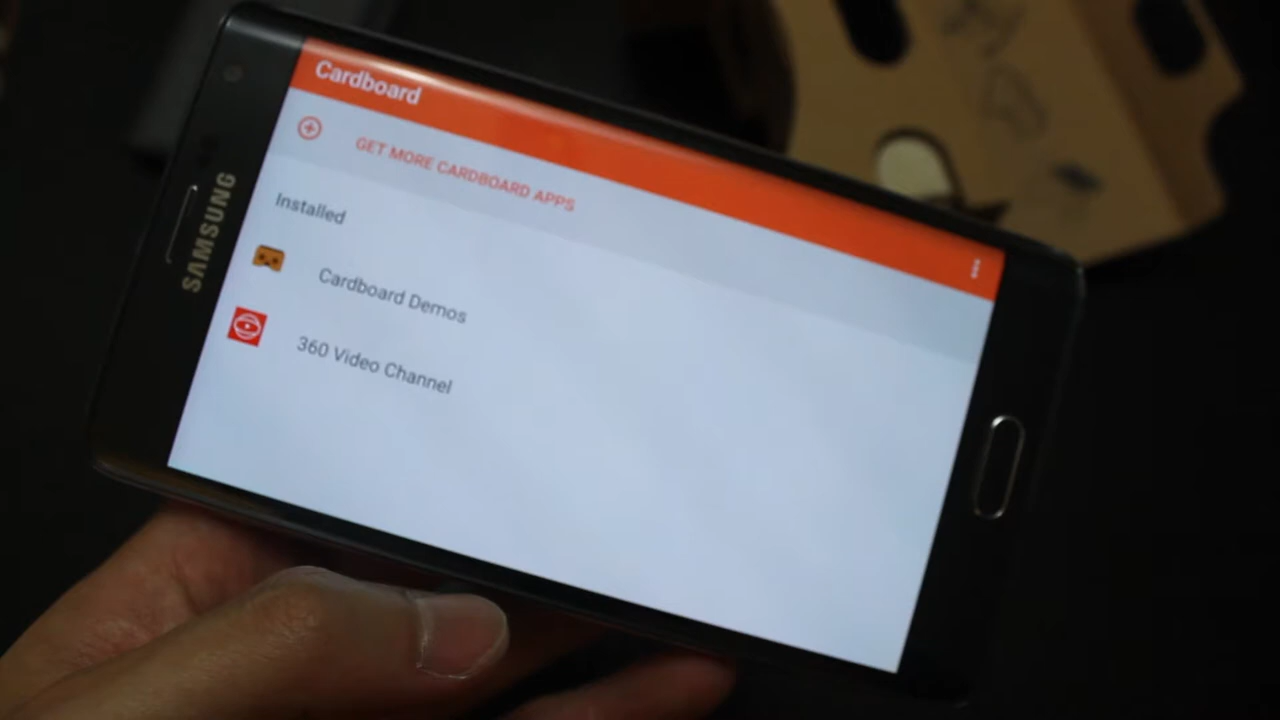 Cardboard
GET MORE CARDBOARD APPS
Installed
Cardboard Demos
360 Video Channel
SAMSUNG